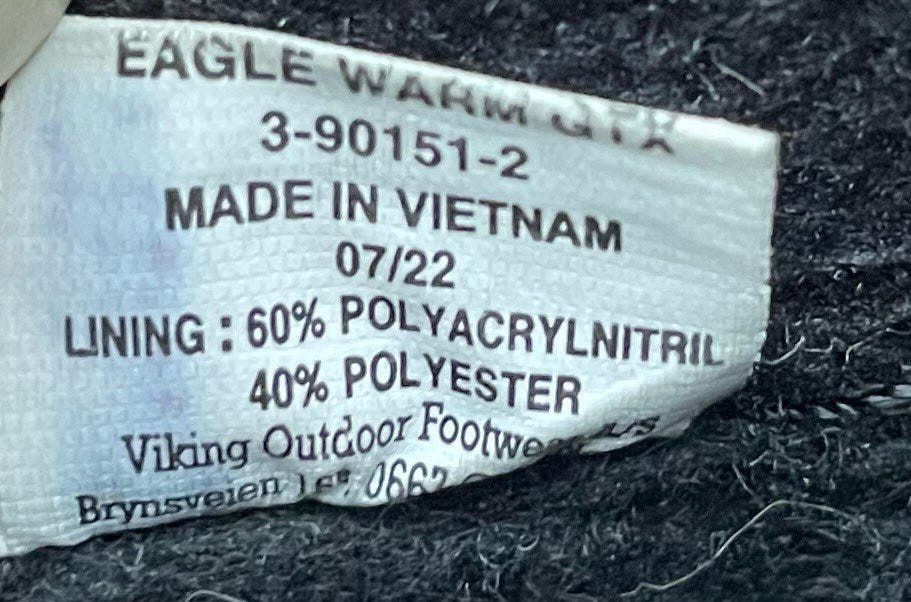 EAGLE WARM GTX
3-90151-2
MADE IN VIETNAM
07/22
LINING : 60% POLYACRYLNITRIL
40% POLYESTER
Viking Outdoor Footwear
Brynsveien